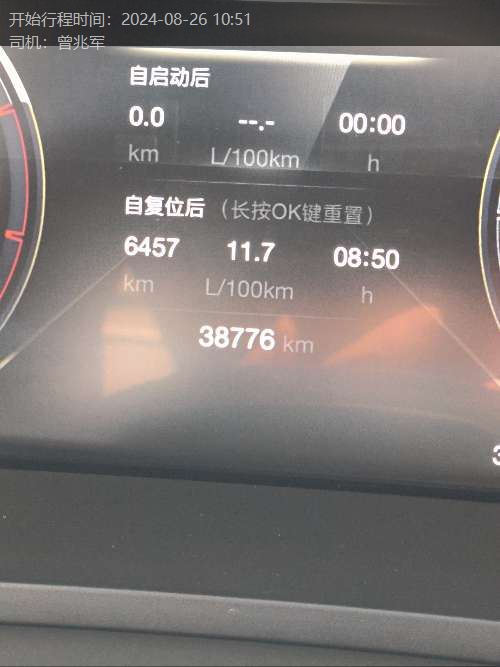 开始行程时间：2024-08-26 10:51
司机：曾兆军
自启动后
0.0 --.- 00:00
km L/100km h
自复位后（长按OK键重置）
6457 11.7 08:50
km L/100km h
38776 km
3